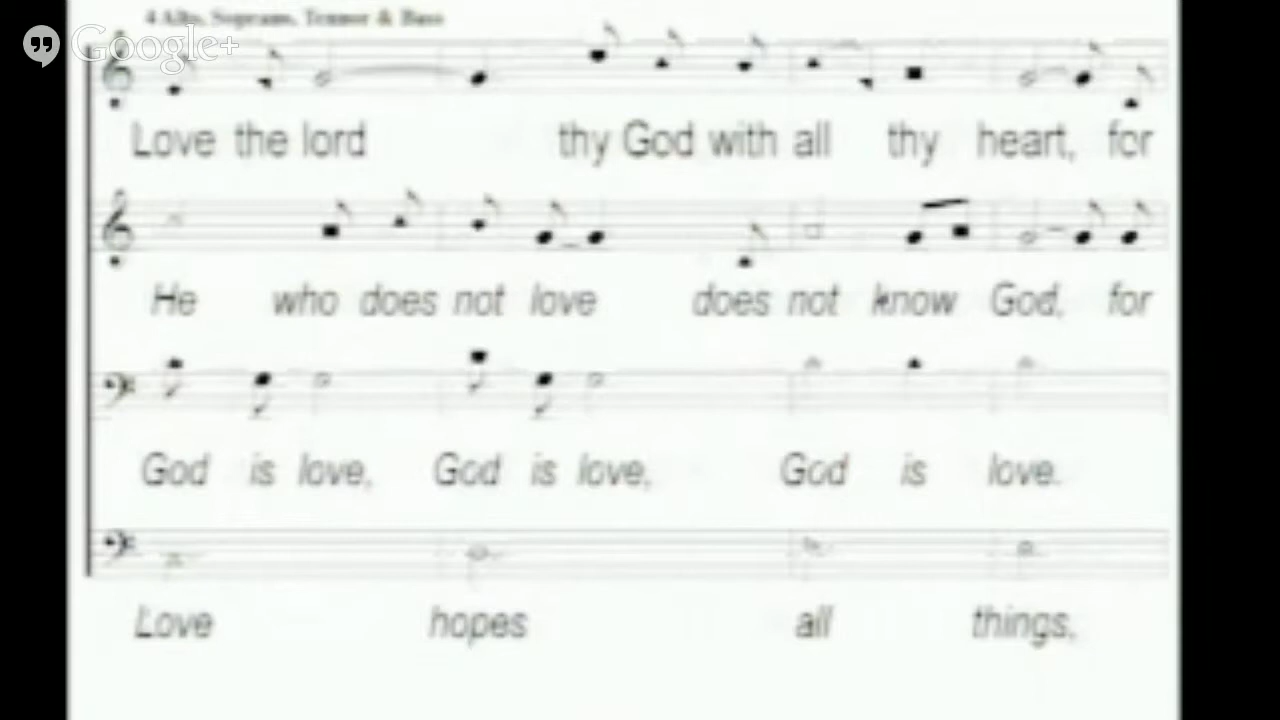 4 Alto, Soprano, Tennor & Bass
Google+
Love the lord thy God with all thy heart, for
He who does not love does not know God, for
God is love, God is love, God is love.
Love hopes all things,